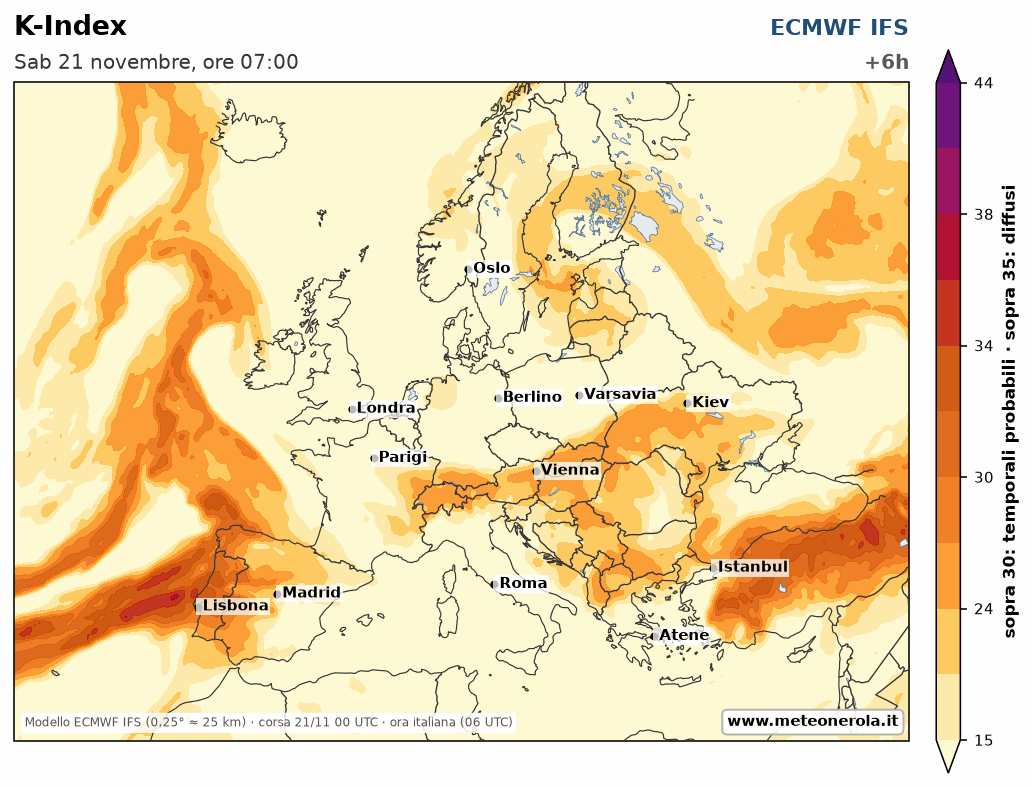 K-Index
ECMWF IFS
Sab 21 novembre, ore 07:00
+6h
44
38
34
30
24
15
sopra 30: temporali probabili · sopra 35: diffusi
Oslo
Berlino
Varsavia
Kiev
Londra
Parigi
Vienna
Istanbul
Roma
Madrid
Lisbona
Atene
Modello ECMWF IFS (0,25° ≈ 25 km) · corsa 21/11 00 UTC · ora italiana (06 UTC)
www.meteonerola.it